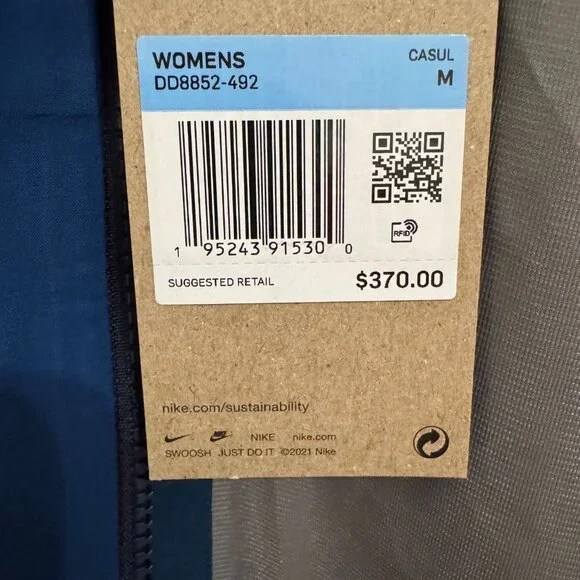 WOMENS CASUL
DD8852-492 M
1 95243 91530 0
RFID
SUGGESTED RETAIL $370.00
nike.com/sustainability
NIKE nike.com
SWOOSH JUST DO IT ©2021 Nike